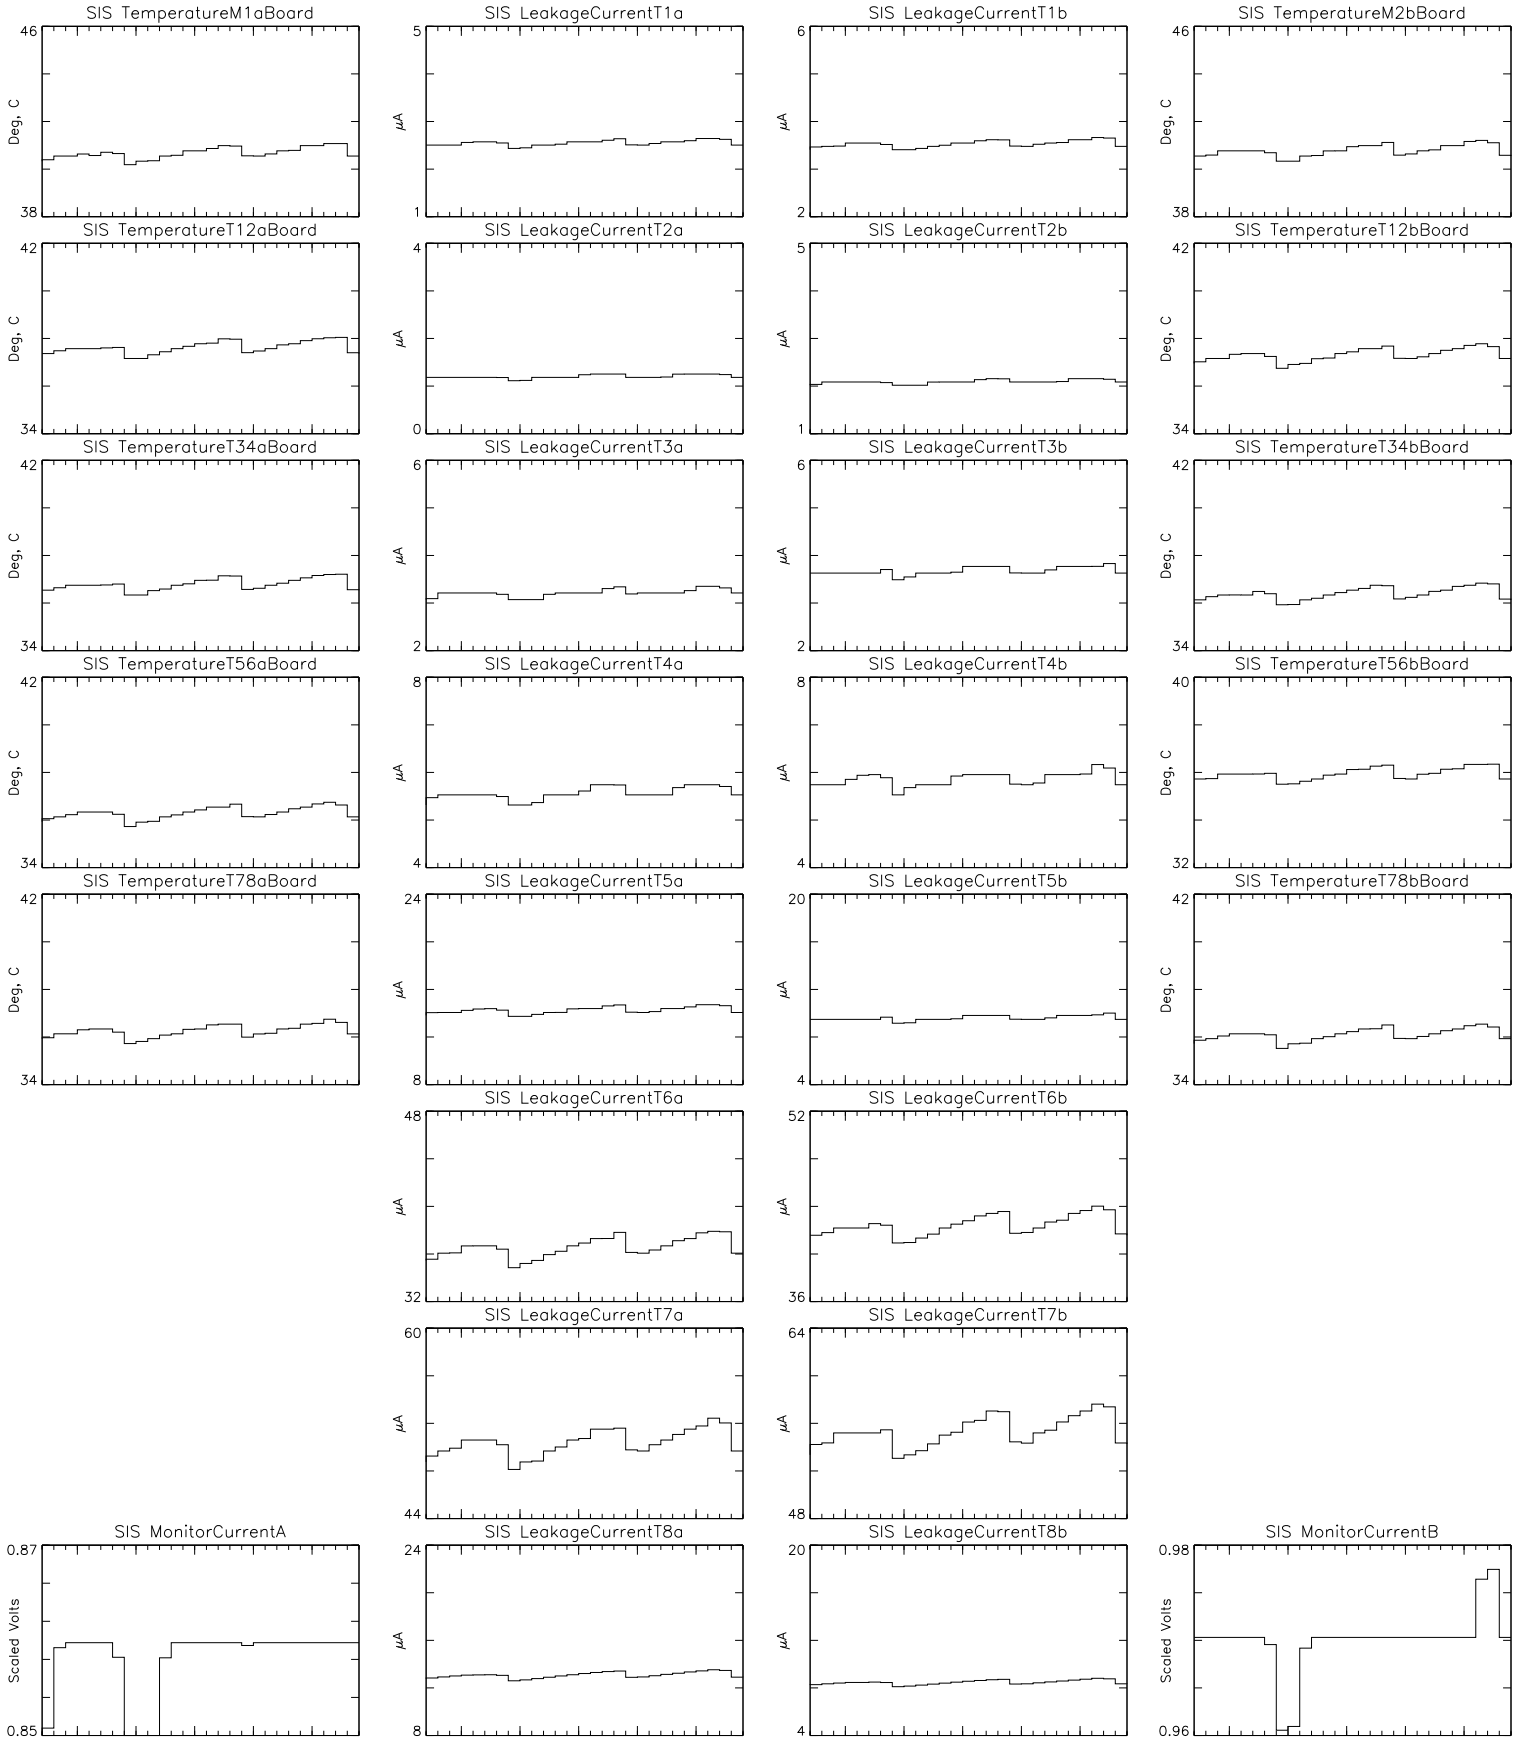 SIS TemperatureM1aBoard
46
Deg, C
38
SIS LeakageCurrentT1a
5
μA
1
SIS LeakageCurrentT1b
6
μA
2
SIS TemperatureM2bBoard
46
Deg, C
38
SIS TemperatureT12aBoard
42
Deg, C
34
SIS LeakageCurrentT2a
4
μA
0
SIS LeakageCurrentT2b
5
μA
1
SIS TemperatureT12bBoard
42
Deg, C
34
SIS TemperatureT34aBoard
42
Deg, C
34
SIS LeakageCurrentT3a
6
μA
2
SIS LeakageCurrentT3b
6
μA
2
SIS TemperatureT34bBoard
42
Deg, C
34
SIS TemperatureT56aBoard
42
Deg, C
34
SIS LeakageCurrentT4a
8
μA
4
SIS LeakageCurrentT4b
8
μA
4
SIS TemperatureT56bBoard
40
Deg, C
32
SIS TemperatureT78aBoard
42
Deg, C
34
SIS LeakageCurrentT5a
24
μA
8
SIS LeakageCurrentT5b
20
μA
4
SIS TemperatureT78bBoard
42
Deg, C
34
SIS LeakageCurrentT6a
48
μA
32
SIS LeakageCurrentT6b
52
μA
36
SIS LeakageCurrentT7a
60
μA
44
SIS LeakageCurrentT7b
64
μA
48
SIS MonitorCurrentA
0.87
Scaled Volts
0.85
SIS LeakageCurrentT8a
24
μA
8
SIS LeakageCurrentT8b
20
μA
4
SIS MonitorCurrentB
0.98
Scaled Volts
0.96